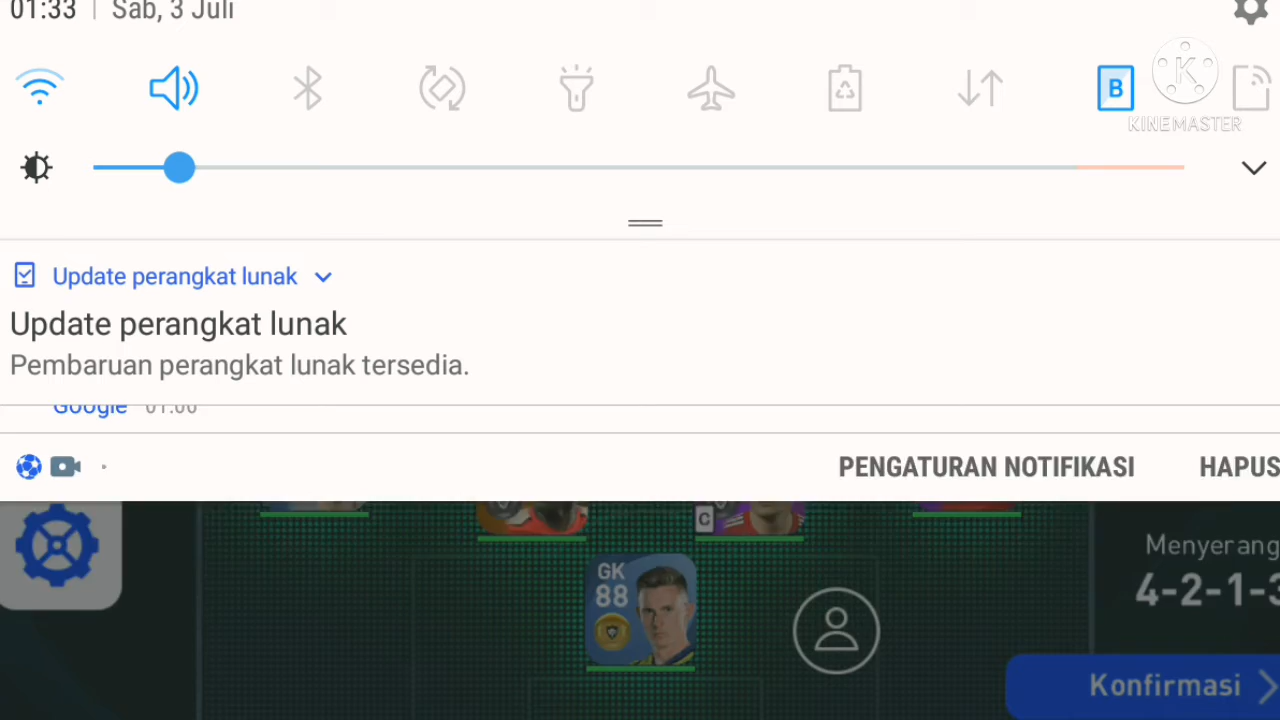 01:33 | Sab, 3 Juli
B
K
KINEMASTER
Update perangkat lunak
Update perangkat lunak
Pembaruan perangkat lunak tersedia.
Google 01.00
PENGATURAN NOTIFIKASI HAPUS
C
GK
88
Menyerang
4-2-1-3
Konfirmasi